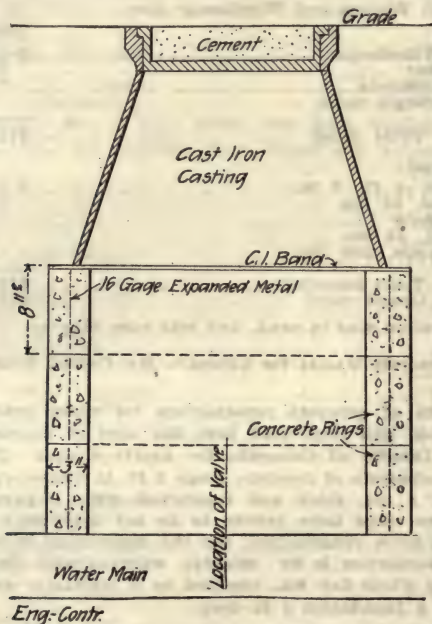 Grade
Cement
Cast Iron
Casting
C.I. Band
16 Gage Expanded Metal
8"
Concrete Rings
3"
Location of Valve
Water Main
Eng.-Contr.